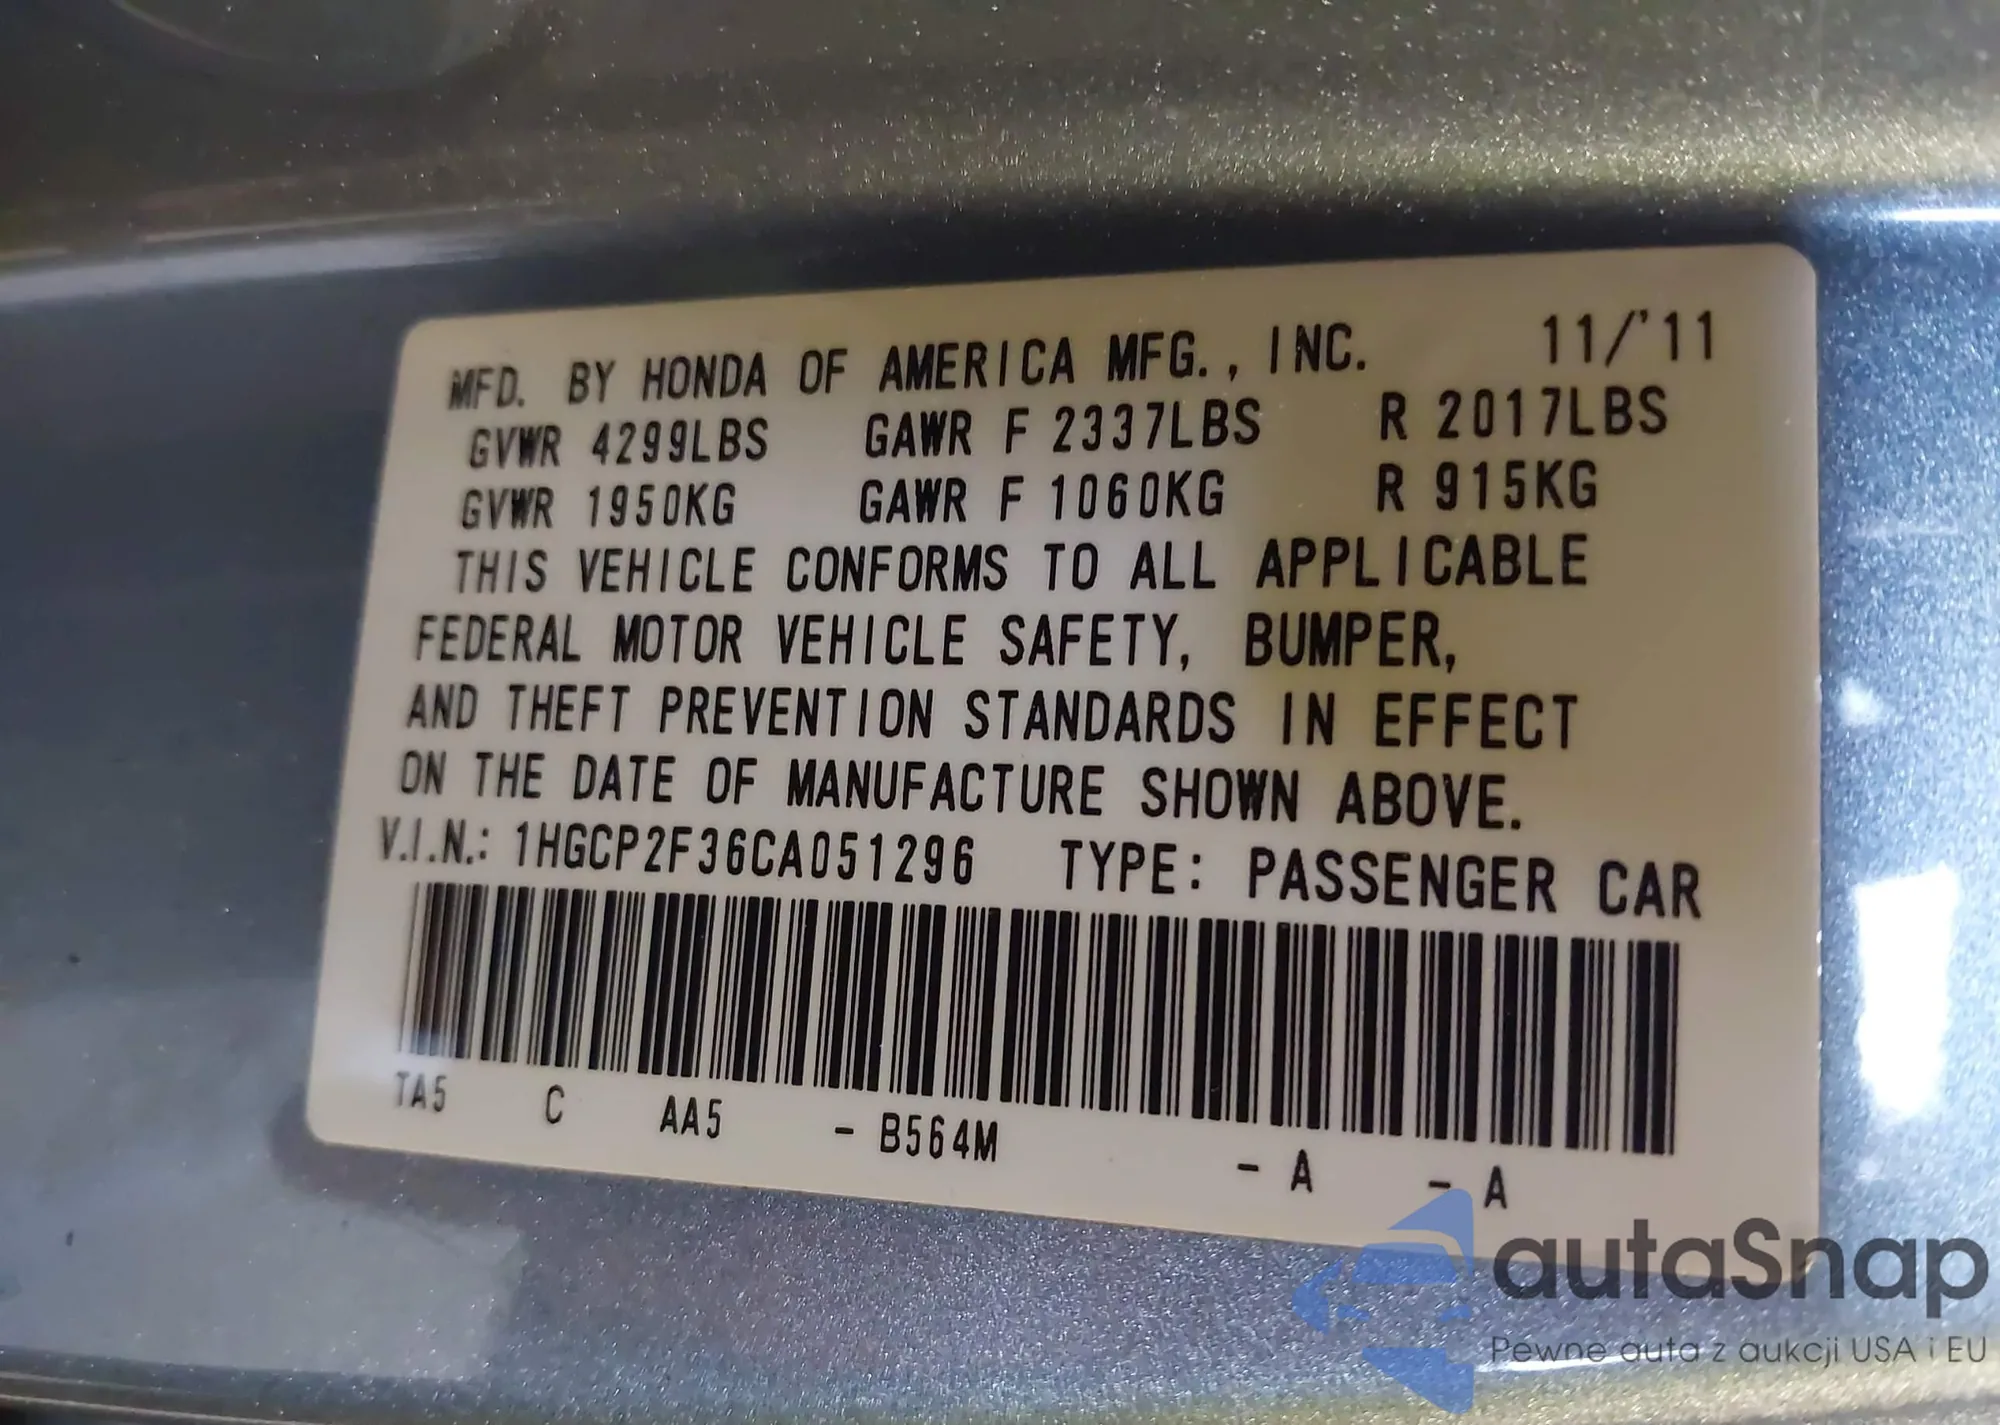 MFD. BY HONDA OF AMERICA MFG., INC. 11/'11
GVWR 4299LBS GAWR F 2337LBS R 2017LBS
GVWR 1950KG GAWR F 1060KG R 915KG
THIS VEHICLE CONFORMS TO ALL APPLICABLE
FEDERAL MOTOR VEHICLE SAFETY, BUMPER,
AND THEFT PREVENTION STANDARDS IN EFFECT
ON THE DATE OF MANUFACTURE SHOWN ABOVE.
V.I.N.: 1HGCP2F36CA051296 TYPE: PASSENGER CAR
TA5 C AA5 - B564M - A - A
autaSnap
Pewne auta z aukcji USA i EU